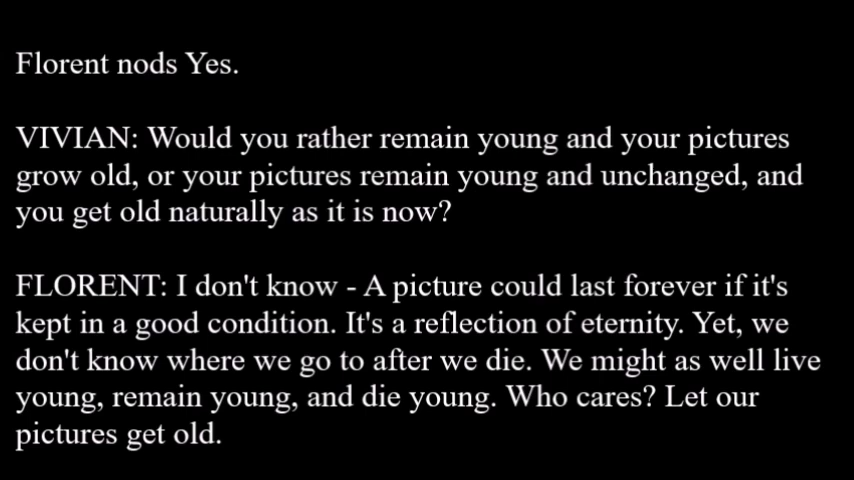 Florent nods Yes.
VIVIAN: Would you rather remain young and your pictures
grow old, or your pictures remain young and unchanged, and
you get old naturally as it is now?
FLORENT: I don't know - A picture could last forever if it's
kept in a good condition. It's a reflection of eternity. Yet, we
don't know where we go to after we die. We might as well live
young, remain young, and die young. Who cares? Let our
pictures get old.